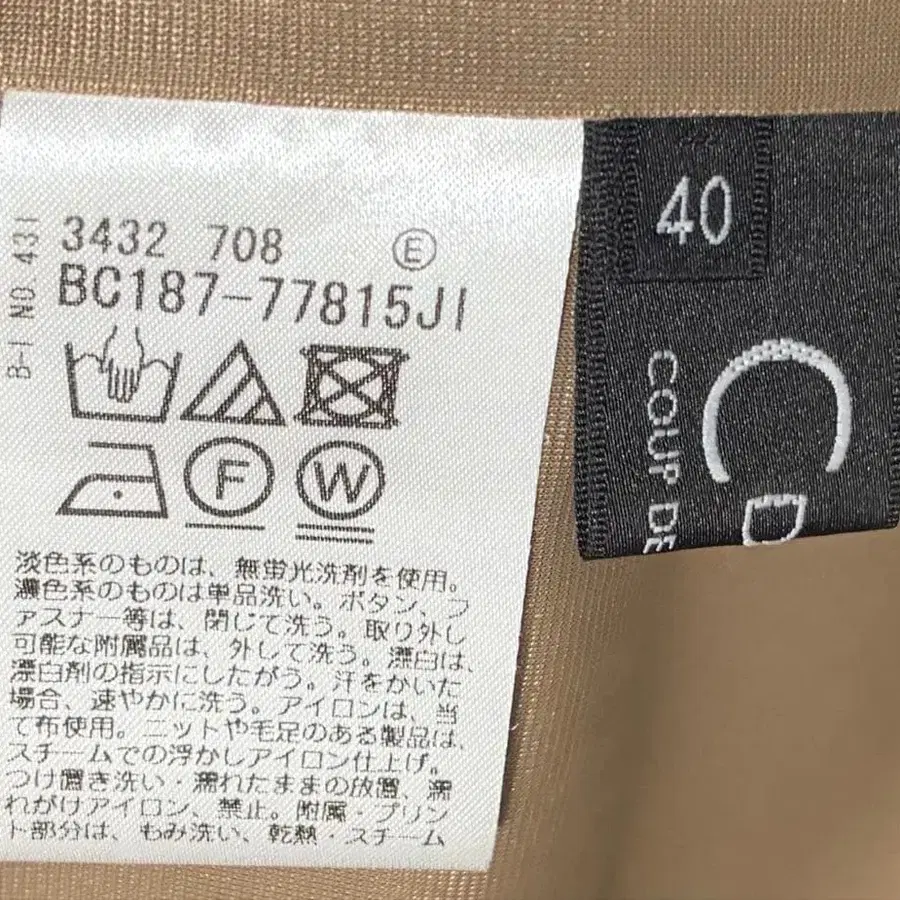 B-I NO 431
3432 708 Ⓔ
BC187-77815JI
F W
淡色系のものは、無蛍光洗剤を使用。
濃色系のものは単品洗い。ボタン、フ
ァスナー等は、閉じて洗う。取り外し
可能な附属品は、外して洗う。漂白は、
漂白剤の指示にしたがう。汗をかいた
場合、速やかに洗う。アイロンは、当
て布使用。ニットや毛足のある製品は、
スチームでの浮かしアイロン仕上げ。
つけ置き洗い・濡れたままの放置、濡
れがけアイロン、禁止。附属・プリン
ト部分は、もみ洗い、乾熱・スチーム
40
CD
COUP DE